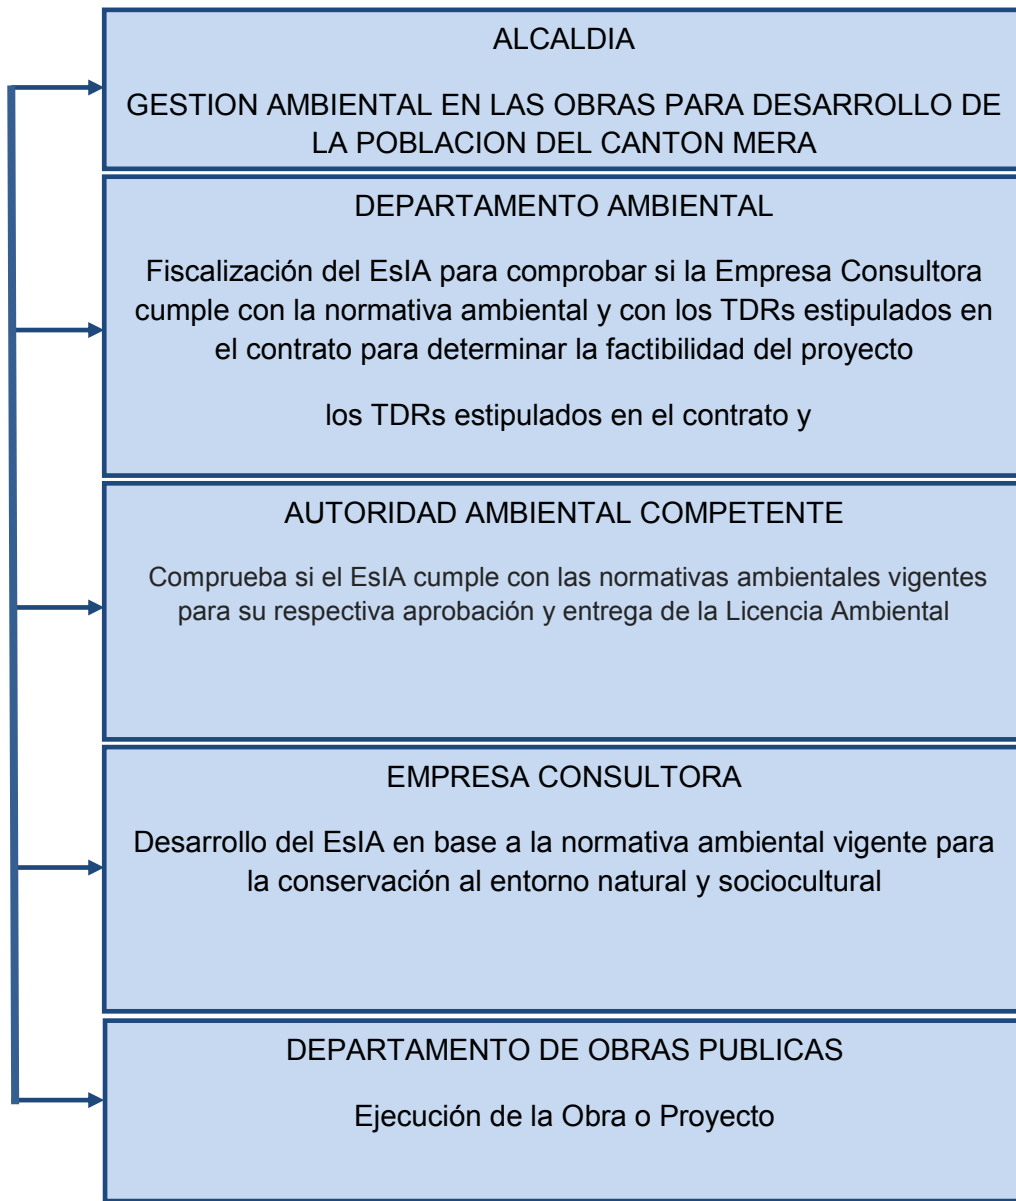 ALCALDIA
GESTION AMBIENTAL EN LAS OBRAS PARA DESARROLLO DE
LA POBLACION DEL CANTON MERA
DEPARTAMENTO AMBIENTAL
Fiscalización del EsIA para comprobar si la Empresa Consultora
cumple con la normativa ambiental y con los TDRs estipulados en
el contrato para determinar la factibilidad del proyecto
los TDRs estipulados en el contrato y
AUTORIDAD AMBIENTAL COMPETENTE
Comprueba si el EsIA cumple con las normativas ambientales vigentes
para su respectiva aprobación y entrega de la Licencia Ambiental
EMPRESA CONSULTORA
Desarrollo del EsIA en base a la normativa ambiental vigente para
la conservación al entorno natural y sociocultural
DEPARTAMENTO DE OBRAS PUBLICAS
Ejecución de la Obra o Proyecto